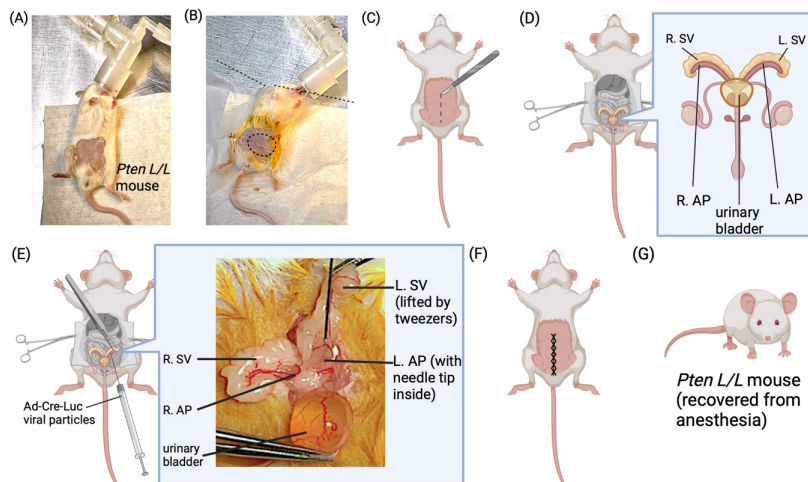 (A)
Pten L/L
mouse
(B)
(C)
(D)
R. SV
L. SV
R. AP
L. AP
urinary
bladder
(E)
Ad-Cre-Luc
viral particles
R. SV
R. AP
urinary
bladder
L. SV
(lifted by
tweezers)
L. AP (with
needle tip
inside)
(F)
(G)
Pten L/L mouse
(recovered from
anesthesia)